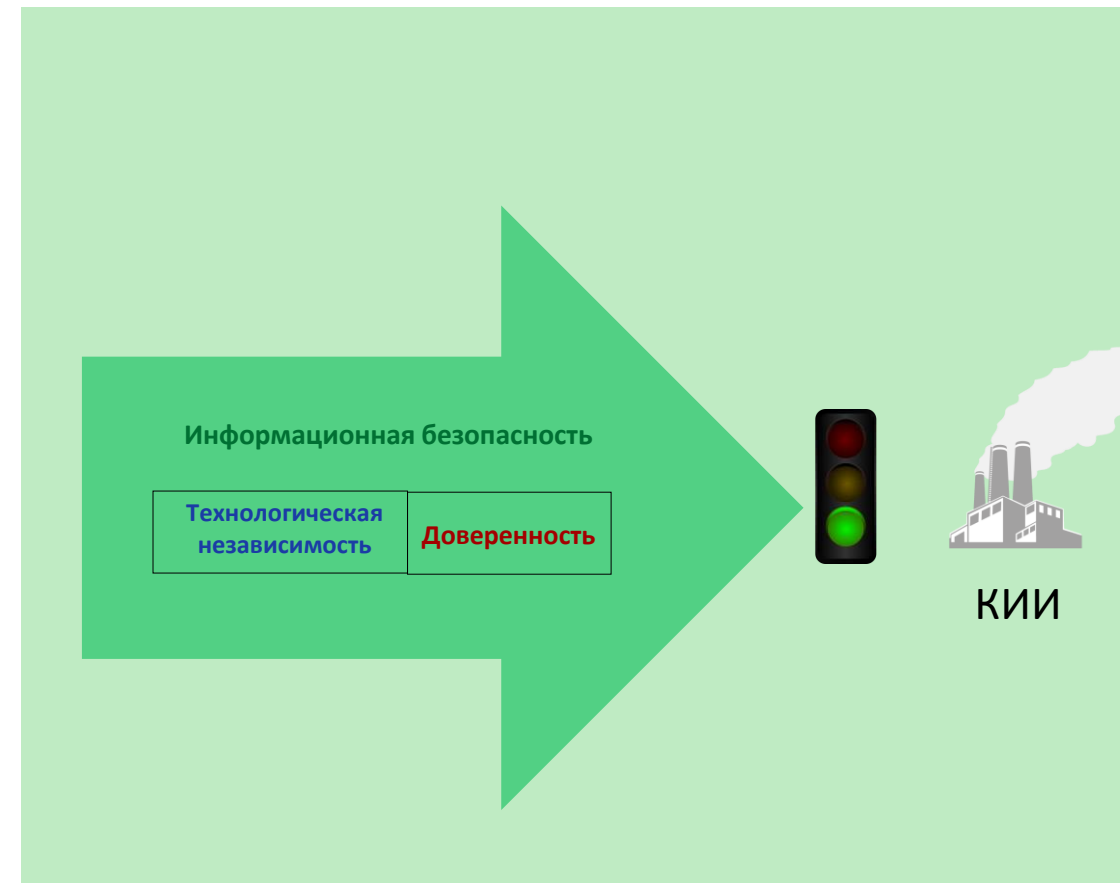 Информационная безопасность
Технологическая
независимость
Доверенность
КИИ